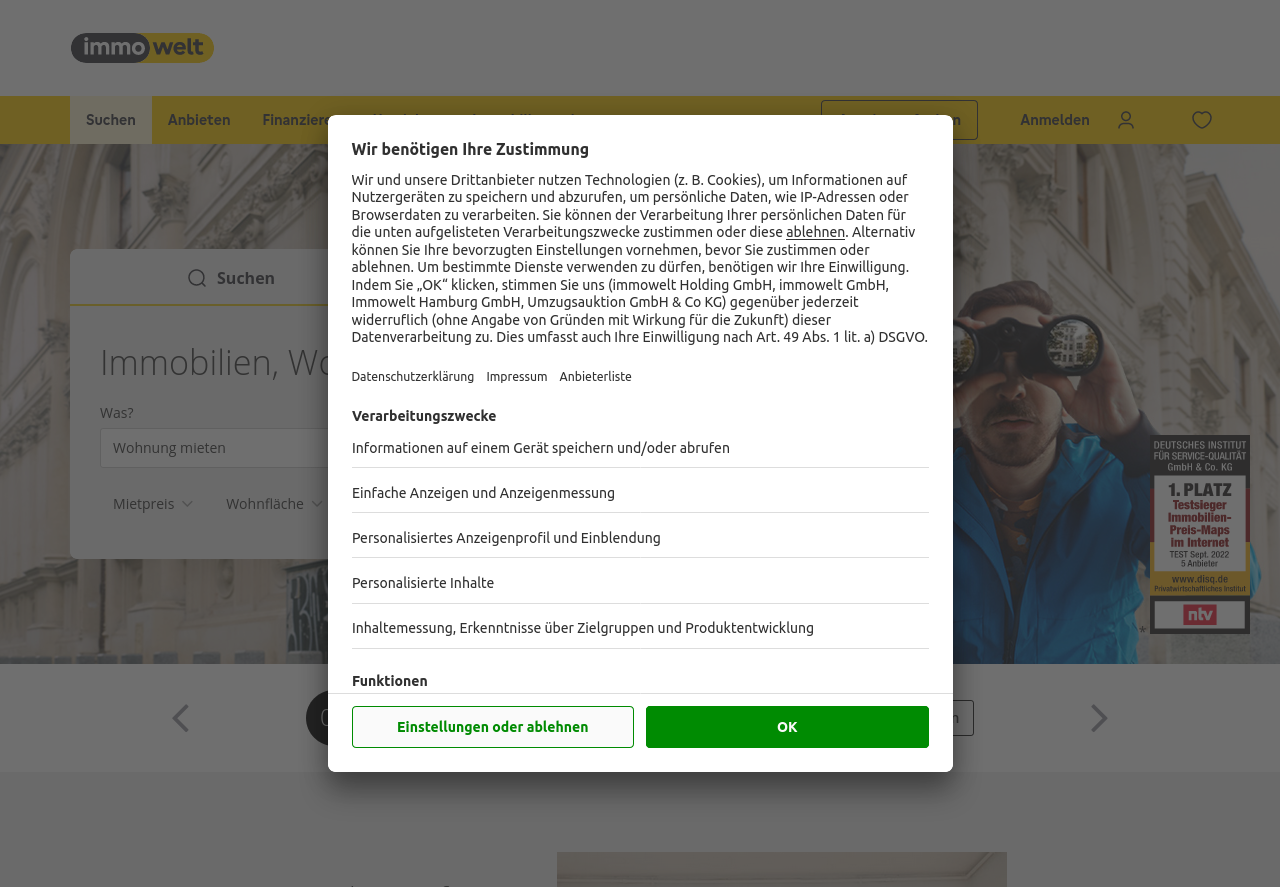 immowelt
Suchen
Anbieten
Anmelden
Wir benötigen Ihre Zustimmung
Wir und unsere Drittanbieter nutzen Technologien (z. B. Cookies), um Informationen auf
Nutzergeräten zu speichern und abzurufen, um persönliche Daten, wie IP-Adressen oder
Browserdaten zu verarbeiten. Sie können der Verarbeitung Ihrer persönlichen Daten für
die unten aufgelisteten Verarbeitungszwecke zustimmen oder diese ablehnen. Alternativ
können Sie Ihre bevorzugten Einstellungen vornehmen, bevor Sie zustimmen oder
ablehnen. Um bestimmte Dienste verwenden zu dürfen, benötigen wir Ihre Einwilligung.
Indem Sie „OK“ klicken, stimmen Sie uns (immowelt Holding GmbH, immowelt GmbH,
Immowelt Hamburg GmbH, Umzugsauktion GmbH & Co KG) gegenüber jederzeit
widerruflich (ohne Angabe von Gründen mit Wirkung für die Zukunft) dieser
Datenverarbeitung zu. Dies umfasst auch Ihre Einwilligung nach Art. 49 Abs. 1 lit. a) DSGVO.
Datenschutzerklärung Impressum Anbieterliste
Verarbeitungszwecke
Informationen auf einem Gerät speichern und/oder abrufen
Einfache Anzeigen und Anzeigenmessung
Personalisiertes Anzeigenprofil und Einblendung
Personalisierte Inhalte
Inhaltemessung, Erkenntnisse über Zielgruppen und Produktentwicklung
Funktionen
Einstellungen oder ablehnen
OK
Suchen
Immobilien,
Was?
Wohnung mieten
Mietpreis
Wohnfläche
DEUTSCHES INSTITUT
FÜR SERVICE-QUALITÄT
GmbH & Co. KG
1. PLATZ
Testsieger
Immobilien-
Preis-Maps
im Internet
TEST Sept. 2022
5 Anbieter
www.disq.de
Privatwirtschaftliches Institut
ntv
*